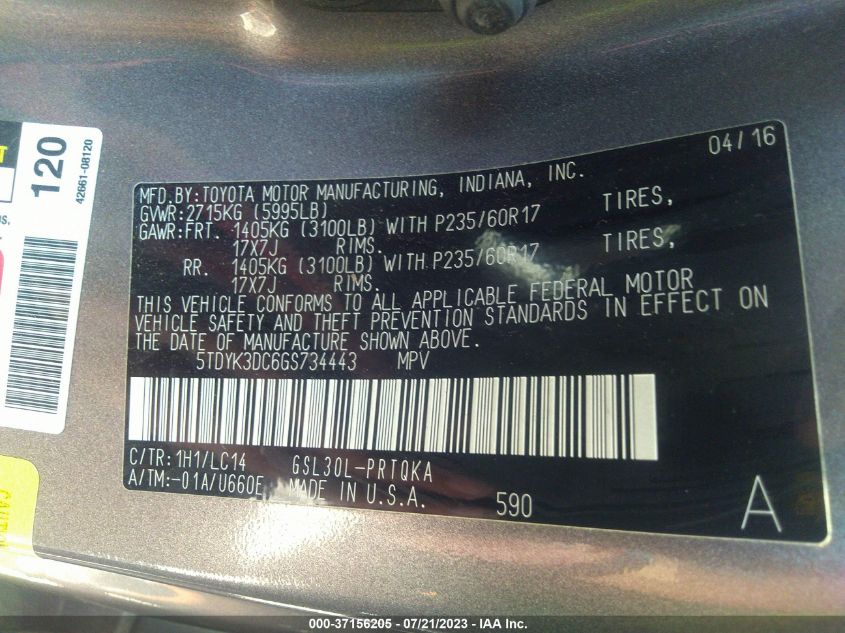 T
120
42661-08120
us.
04/16
MFD.BY:TOYOTA MOTOR MANUFACTURING, INDIANA, INC.
GVWR:2715KG (5995LB)
GAWR:FRT. 1405KG (3100LB) WITH P235/60R17 TIRES,
17X7J RIMS.
RR. 1405KG (3100LB) WITH P235/60R17 TIRES,
17X7J RIMS.
THIS VEHICLE CONFORMS TO ALL APPLICABLE FEDERAL MOTOR
VEHICLE SAFETY AND THEFT PREVENTION STANDARDS IN EFFECT ON
THE DATE OF MANUFACTURE SHOWN ABOVE.
5TDYK3DC6GS734443 MPV
C/TR:1H1/LC14 GSL30L-PRTQKA
A/TM:-01A/U660E MADE IN U.S.A. 590
A
CAUTION
000-37156205 - 07/21/2023 - IAA Inc.